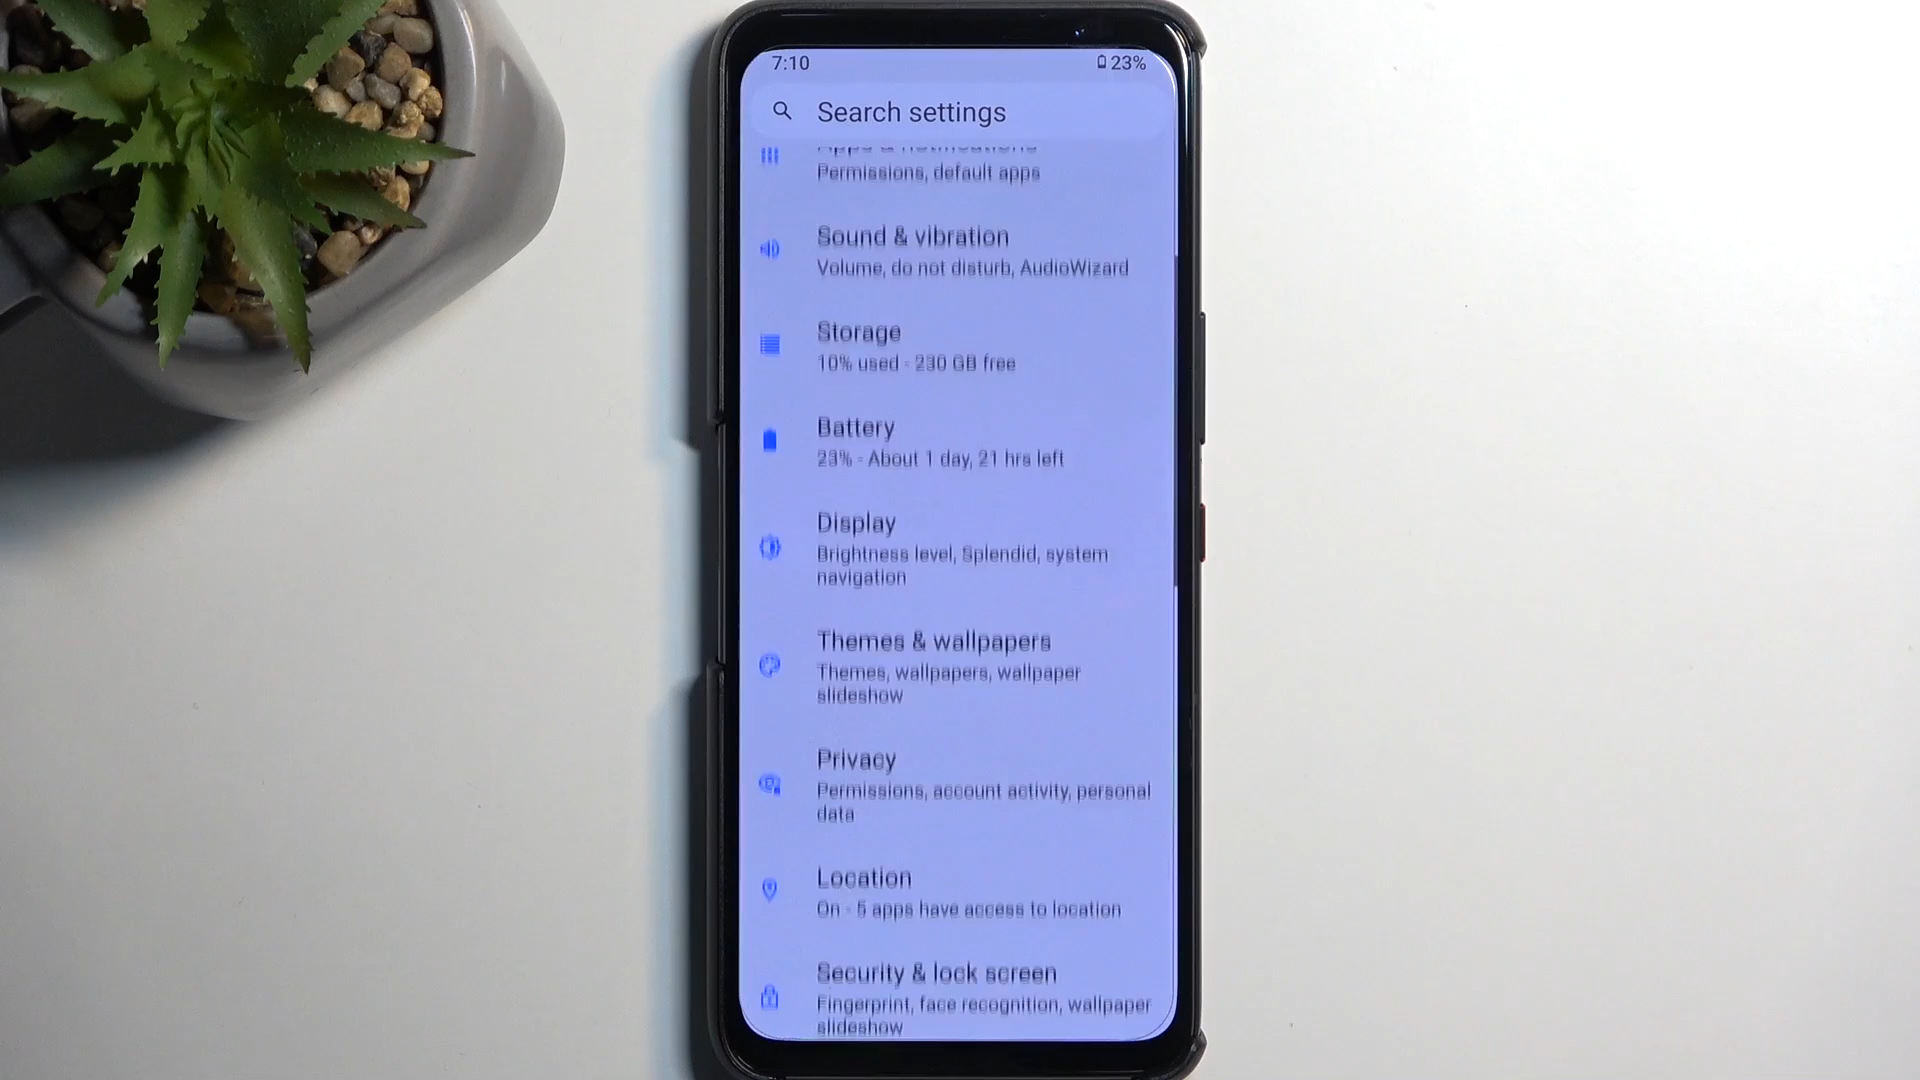 7:10
23%
Search settings
Apps & notifications
Permissions, default apps
Sound & vibration
Volume, do not disturb, AudioWizard
Storage
10% used - 230 GB free
Battery
23% - About 1 day, 21 hrs left
Display
Brightness level, Splendid, system
navigation
Themes & wallpapers
Themes, wallpapers, wallpaper
slideshow
Privacy
Permissions, account activity, personal
data
Location
On - 5 apps have access to location
Security & lock screen
Fingerprint, face recognition, wallpaper
slideshow